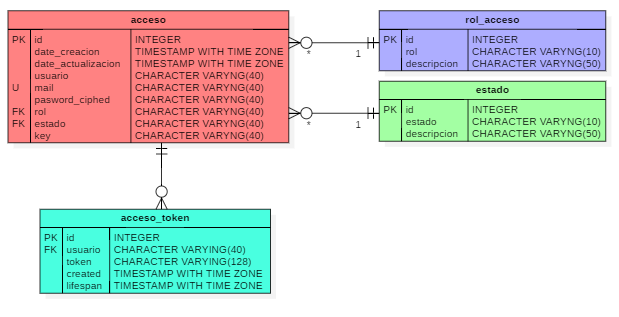 acceso
PK id INTEGER
date_creacion TIMESTAMP WITH TIME ZONE
date_actualizacion TIMESTAMP WITH TIME ZONE
usuario CHARACTER VARYNG(40)
U mail CHARACTER VARYNG(40)
pasword_ciphed CHARACTER VARYNG(40)
FK rol CHARACTER VARYNG(40)
FK estado CHARACTER VARYNG(40)
key CHARACTER VARYNG(40)
* 1
* 1
rol_acceso
PK id INTEGER
rol CHARACTER VARYNG(10)
descripcion CHARACTER VARYNG(50)
estado
PK id INTEGER
estado CHARACTER VARYNG(10)
descripcion CHARACTER VARYNG(50)
acceso_token
PK id INTEGER
FK usuario CHARACTER VARYING(40)
token CHARACTER VARYING(128)
created TIMESTAMP WITH TIME ZONE
lifespan TIMESTAMP WITH TIME ZONE